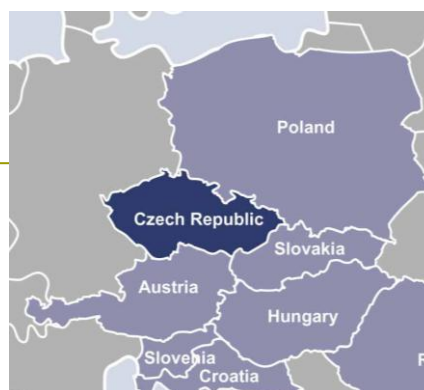 Poland
Czech Republic
Slovakia
Austria
Hungary
Slovenia
Croatia